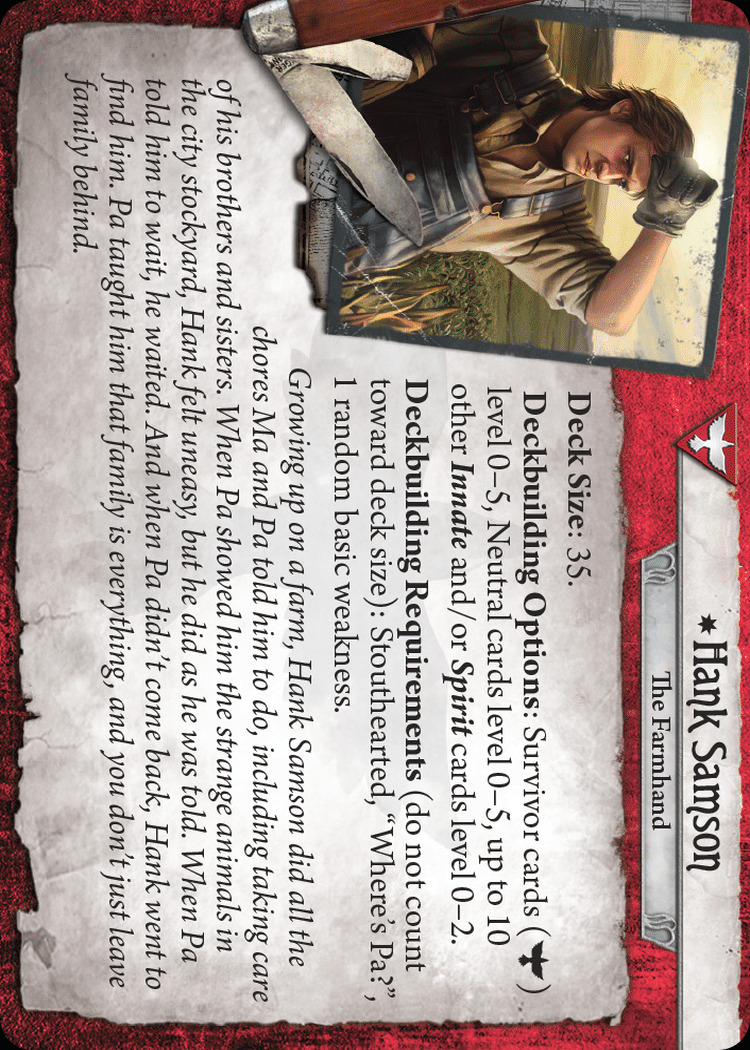 Hank Samson
The Farmhand
Deck Size: 35.
Deckbuilding Options: Survivor cards ( )
level 0–5, Neutral cards level 0–5, up to 10
other Innate and/or Spirit cards level 0–2.
Deckbuilding Requirements (do not count
toward deck size): Stouthearted, “Where’s Pa?”,
1 random basic weakness.
Growing up on a farm, Hank Samson did all the
chores Ma and Pa told him to do, including taking care
of his brothers and sisters. When Pa showed him the strange animals in
the city stockyard, Hank felt uneasy, but he did as he was told. When Pa
told him to wait, he waited. And when Pa didn’t come back, Hank went to
find him. Pa taught him that family is everything, and you don’t just leave
family behind.